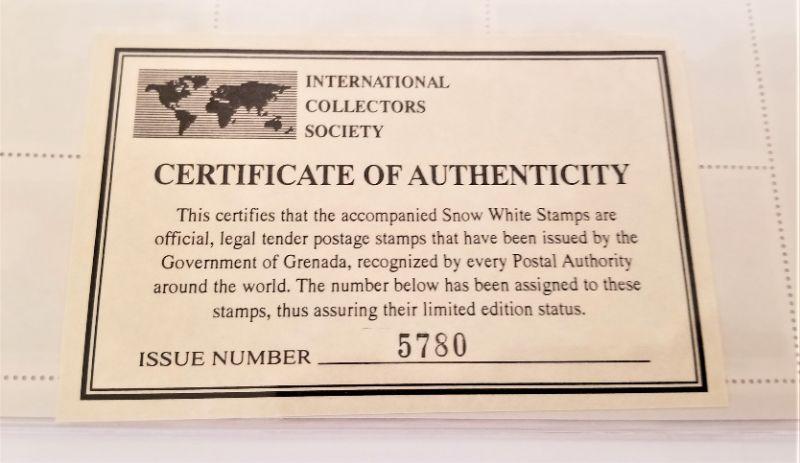 INTERNATIONAL
COLLECTORS
SOCIETY
CERTIFICATE OF AUTHENTICITY
This certifies that the accompanied Snow White Stamps are
official, legal tender postage stamps that have been issued by the
Government of Grenada, recognized by every Postal Authority
around the world. The number below has been assigned to these
stamps, thus assuring their limited edition status.
ISSUE NUMBER 5780